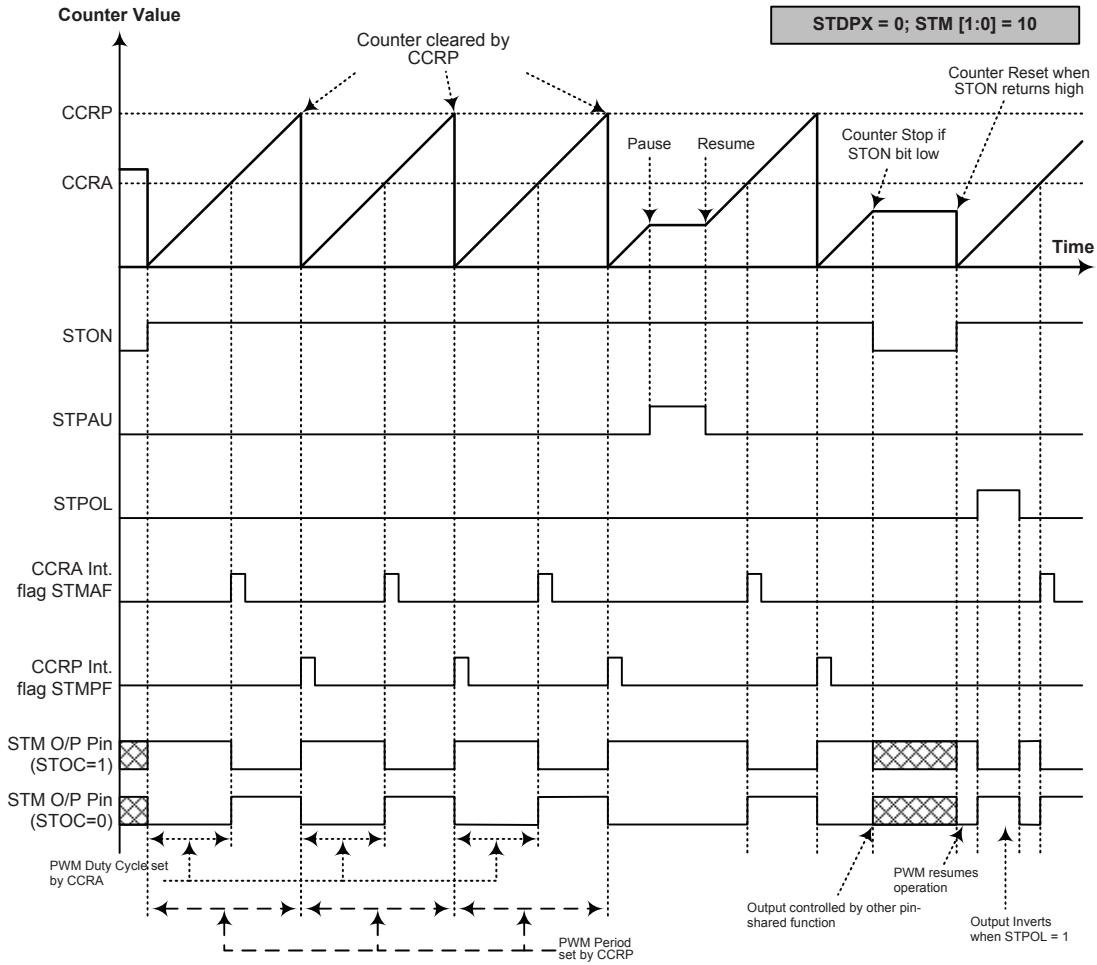 Counter Value
STDPX = 0; STM [1:0] = 10
Counter cleared by
CCRP
Counter Reset when
STON returns high
CCRP
Pause
Resume
Counter Stop if
STON bit low
CCRA
Time
STON
STPAU
STPOL
CCRA Int.
flag STMAF
CCRP Int.
flag STMPF
STM O/P Pin
(STOC=1)
STM O/P Pin
(STOC=0)
PWM Duty Cycle set
by CCRA
PWM resumes
operation
Output controlled by other pin-
shared function
Output Inverts
when STPOL = 1
PWM Period
set by CCRP